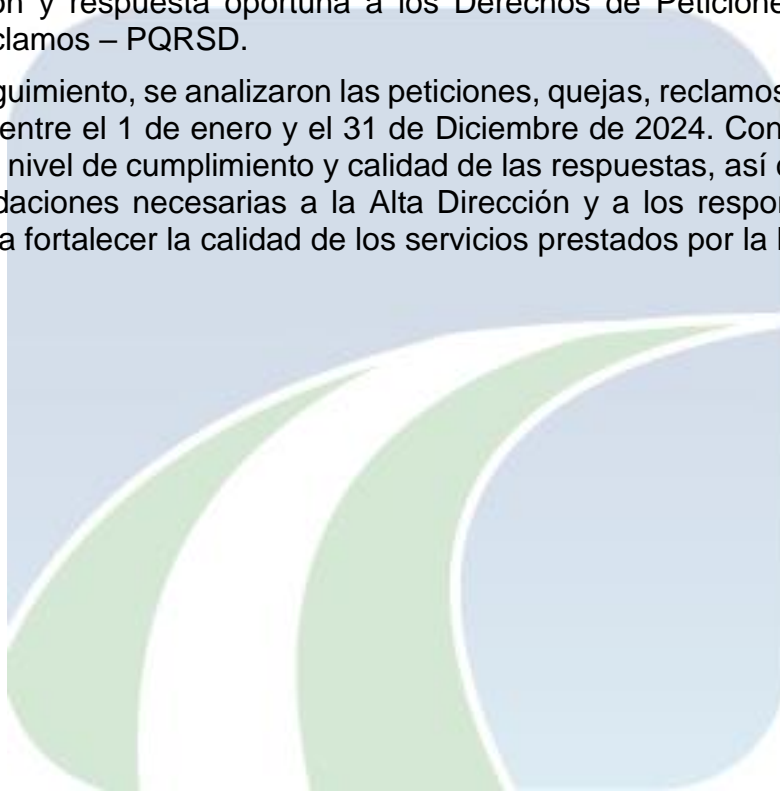 ón y respuesta oportuna a los Derechos de Peticione
clamos – PQRSD.
guimiento, se analizaron las peticiones, quejas, reclamos
entre el 1 de enero y el 31 de Diciembre de 2024. Con
nivel de cumplimiento y calidad de las respuestas, así
daciones necesarias a la Alta Dirección y a los respo
a fortalecer la calidad de los servicios prestados por la